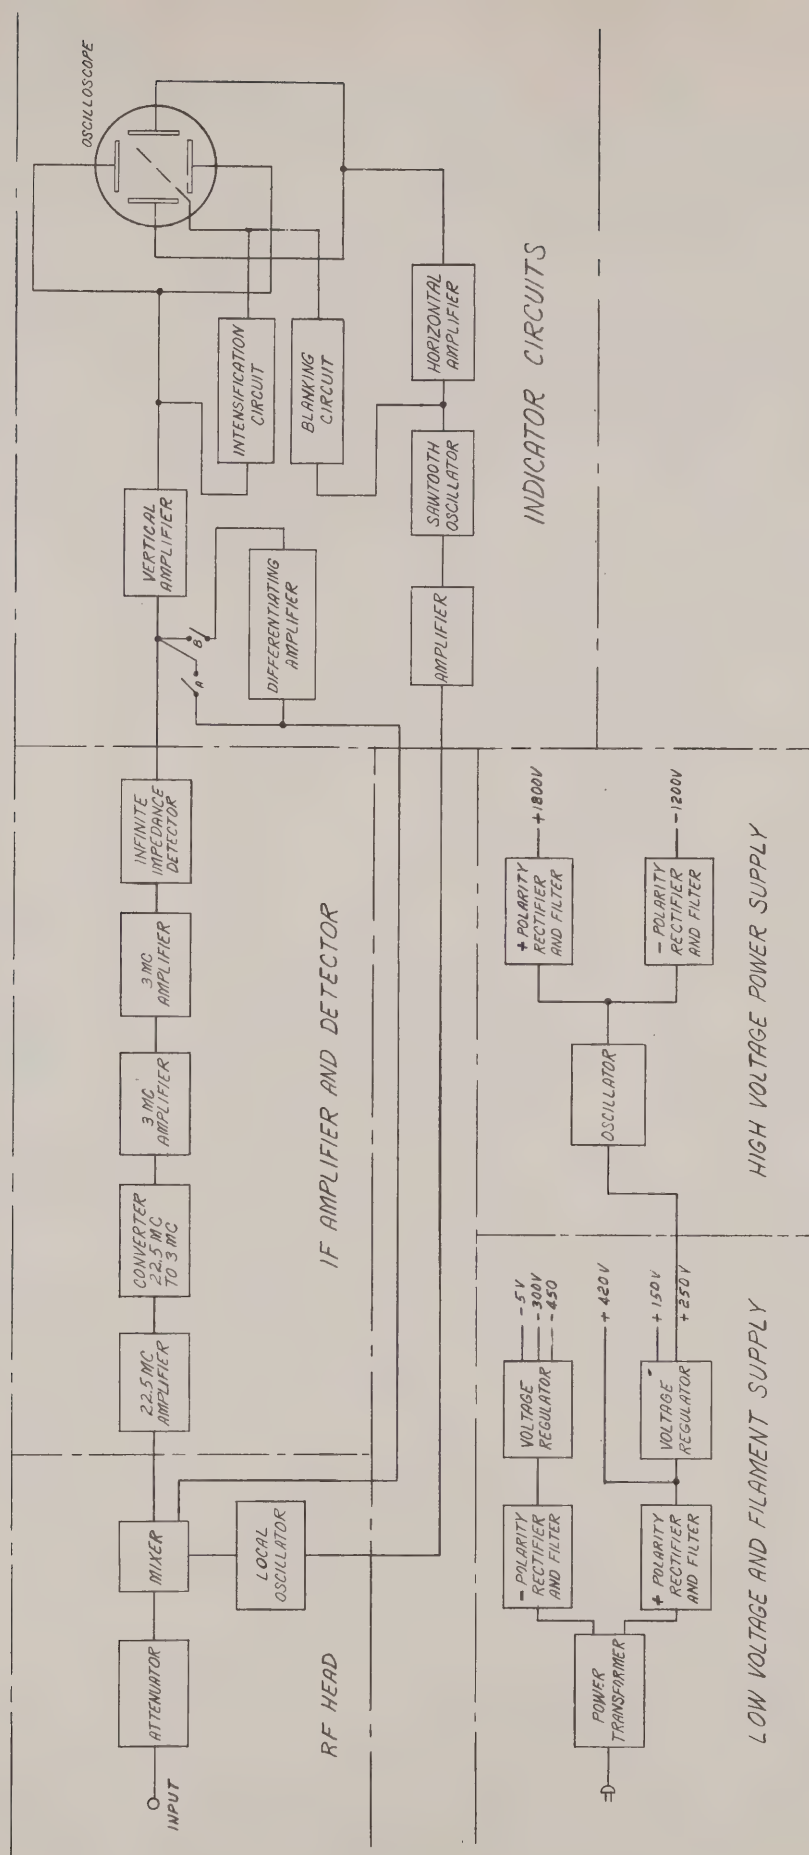 INPUT
ATTENUATOR
MIXER
LOCAL
OSCILLATOR
RF HEAD
22.5 MC
AMPLIFIER
CONVERTER
22.5 MC
TO 3 MC
3 MC
AMPLIFIER
3 MC
AMPLIFIER
INFINITE
IMPEDANCE
DETECTOR
IF AMPLIFIER AND DETECTOR
A
B
VERTICAL
AMPLIFIER
DIFFERENTIATING
AMPLIFIER
INTENSIFICATION
CIRCUIT
BLANKING
CIRCUIT
OSCILLOSCOPE
AMPLIFIER
SAWTOOTH
OSCILLATOR
HORIZONTAL
AMPLIFIER
INDICATOR CIRCUITS
POWER
TRANSFORMER
- POLARITY
RECTIFIER
AND FILTER
VOLTAGE
REGULATOR
-5V
-300V
-450
+ POLARITY
RECTIFIER
AND FILTER
VOLTAGE
REGULATOR
+420V
+150V
+250V
LOW VOLTAGE AND FILAMENT SUPPLY
OSCILLATOR
+ POLARITY
RECTIFIER
AND FILTER
+1800V
- POLARITY
RECTIFIER
AND FILTER
-1200V
HIGH VOLTAGE POWER SUPPLY